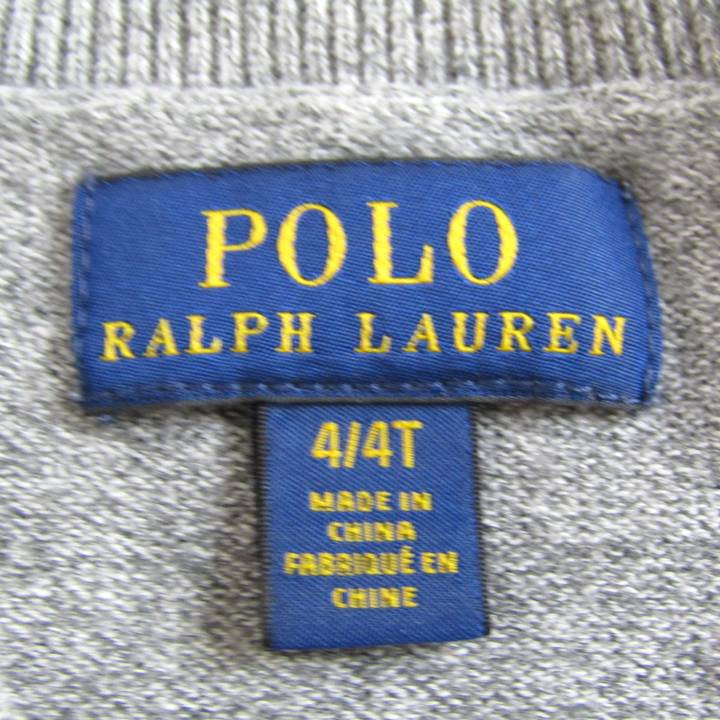 POLO
RALPH LAUREN
4/4T
MADE IN
CHINA
FABRIQUÉ EN
CHINE